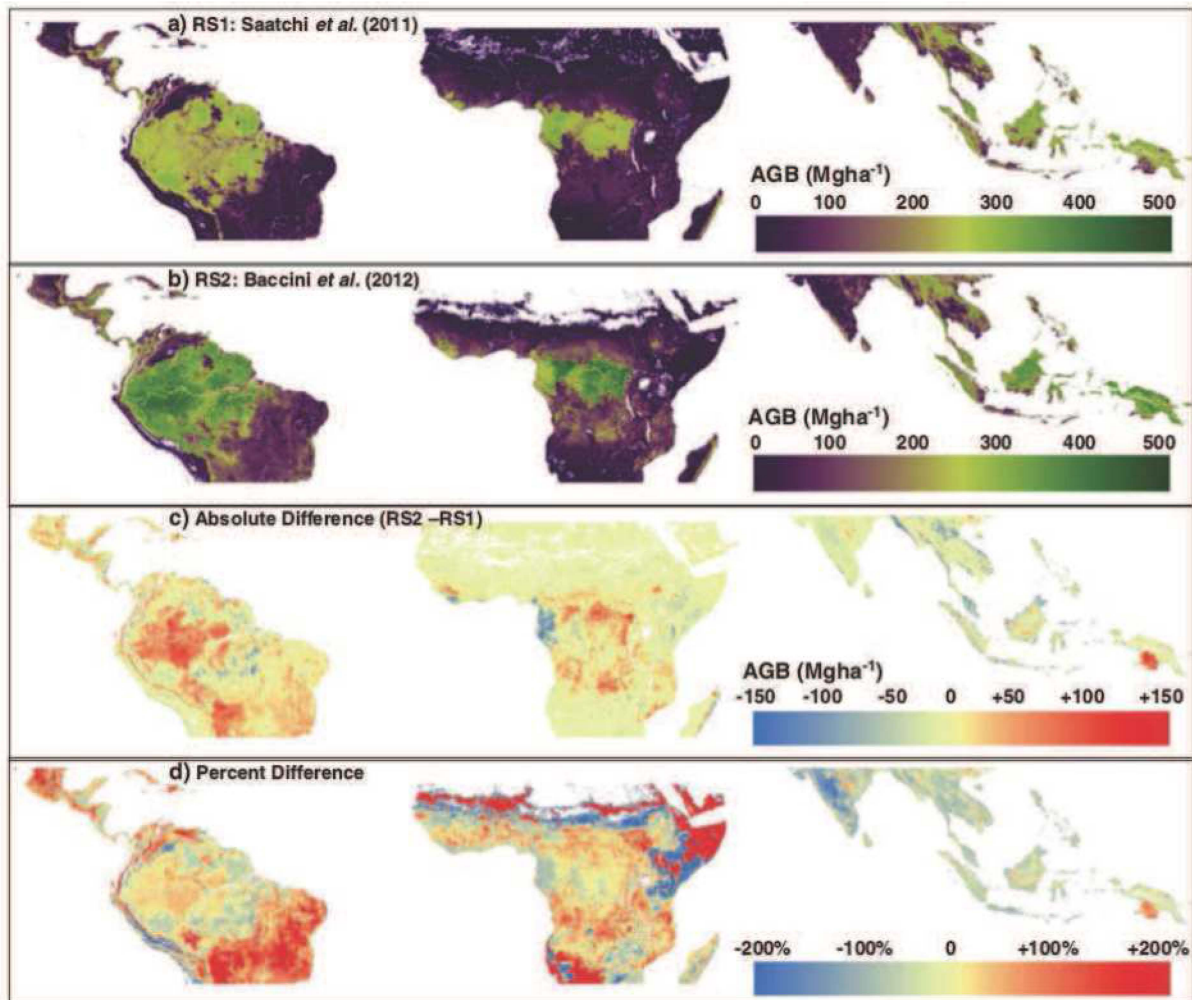 a) RS1: Saatchi et al. (2011)
AGB (Mgha-1)
0 100 200 300 400 500
b) RS2: Baccini et al. (2012)
AGB (Mgha-1)
0 100 200 300 400 500
c) Absolute Difference (RS2 –RS1)
AGB (Mgha-1)
-150 -100 -50 0 +50 +100 +150
d) Percent Difference
-200% -100% 0 +100% +200%